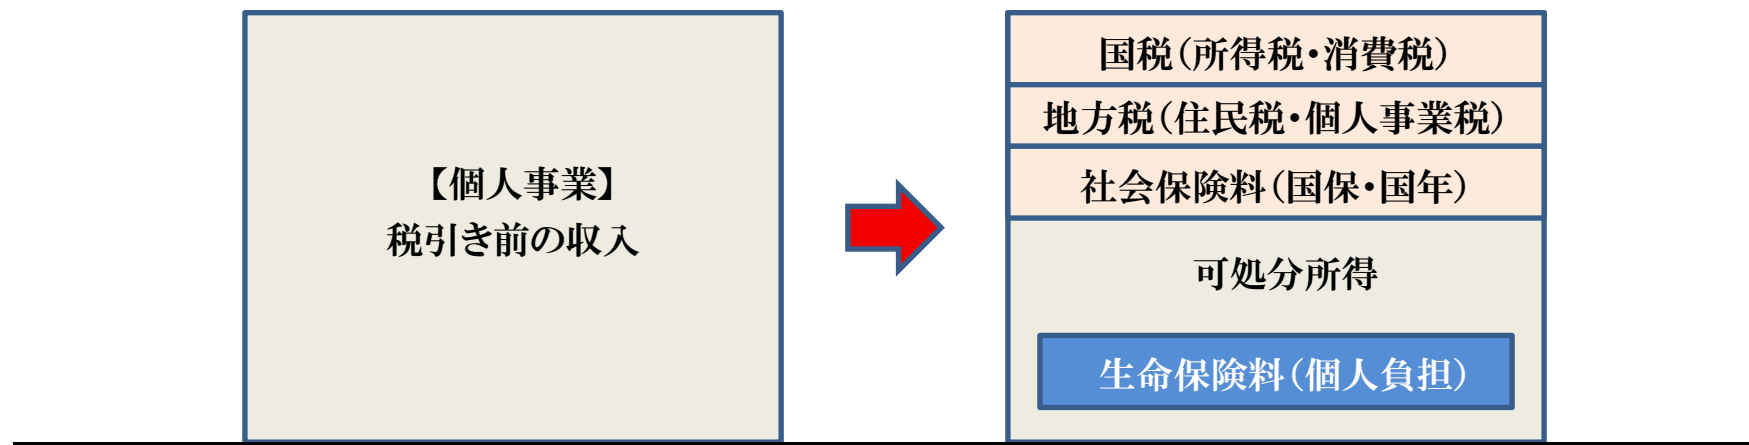 【個人事業】
税引き前の収入
国税（所得税・消費税）
地方税（住民税・個人事業税）
社会保険料（国保・国年）
可処分所得
生命保険料（個人負担）